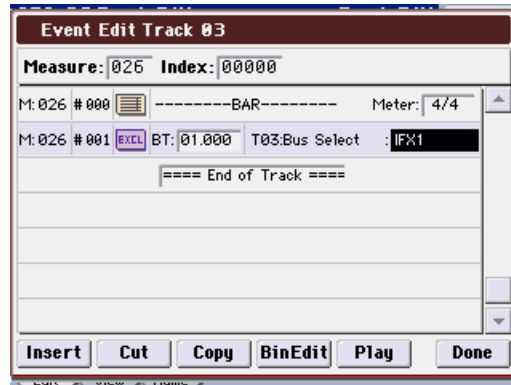 Event Edit Track 03
Measure: 026 Index: 00000
M: 026 # 000 --------BAR-------- Meter: 4/4
M: 026 # 001 EXCL BT: 01.000 T03:Bus Select : IFX1
==== End of Track ====
Insert Cut Copy BinEdit Play Done